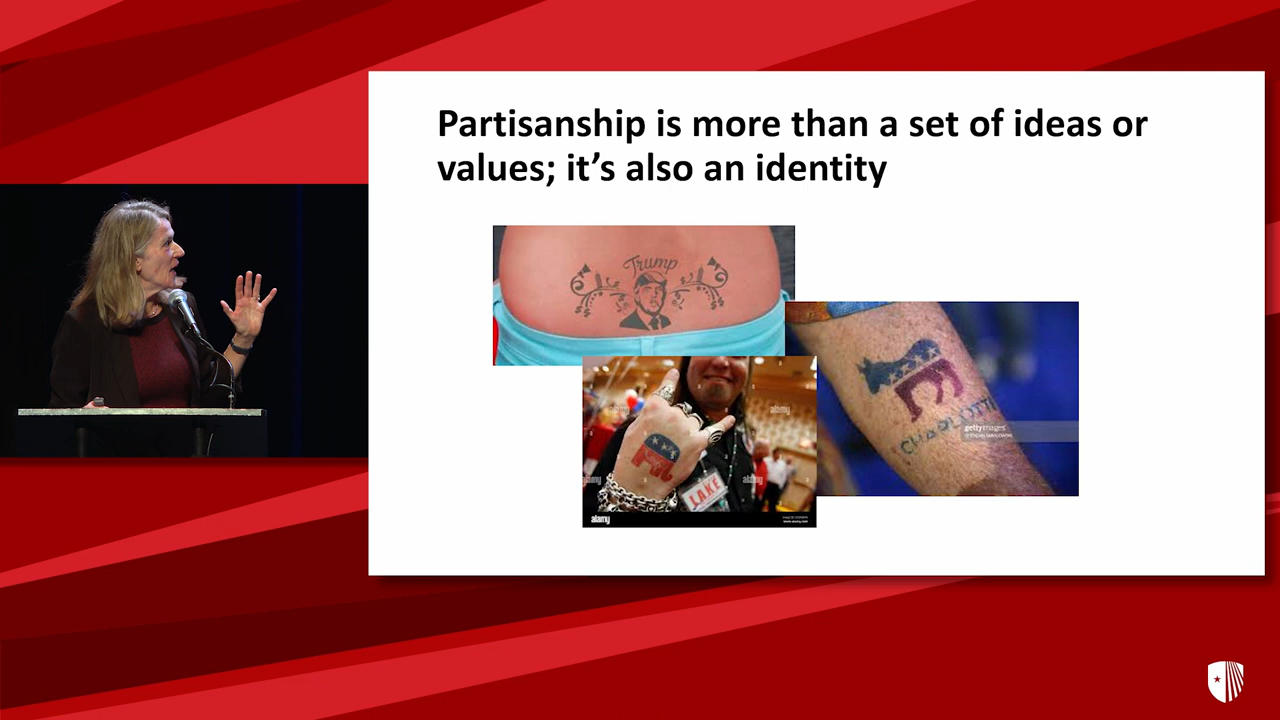 Partisanship is more than a set of ideas or
values; it's also an identity
Trump
CHARLOTTE
gettyimages
alamy
alamy
alamy
LAKE
alamy